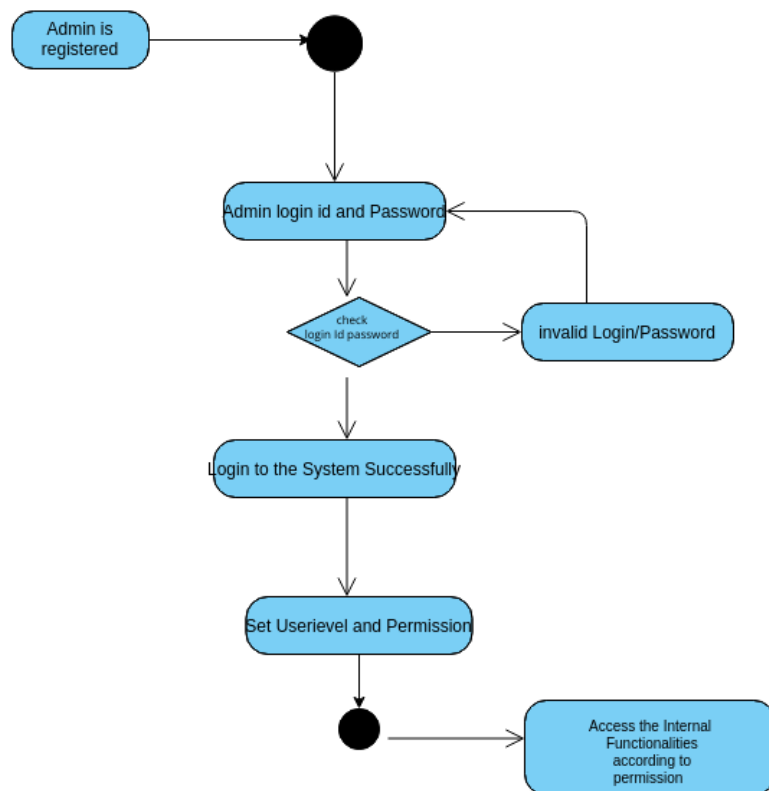 Admin is
registered
Admin login id and Password
check
login Id password
invalid Login/Password
Login to the System Successfully
Set Userievel and Permission
Access the Internal
Functionalities
according to
permission